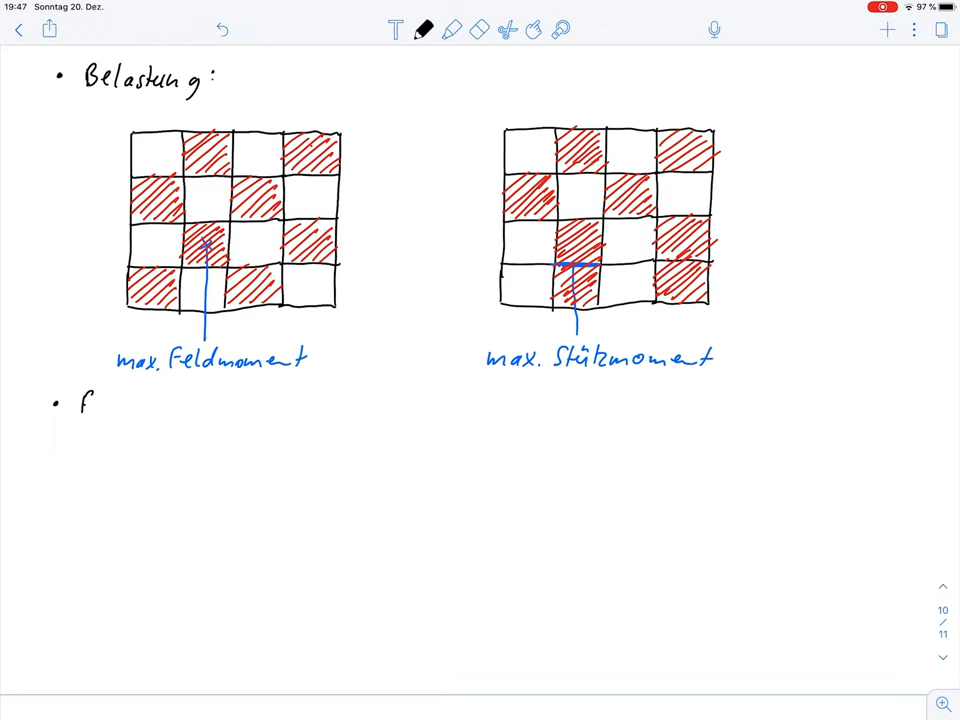 19:47 Sonntag 20. Dez. 97 %
T
• Belastung:
max. Feldmoment max. Stützmoment
• F
10
/
11